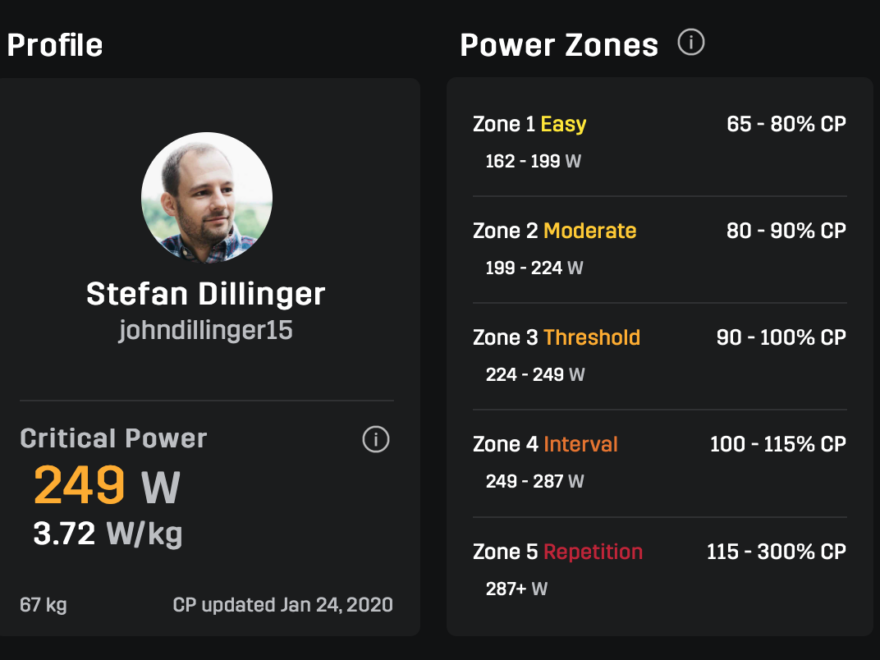 Profile
Stefan Dillinger
johndillinger15
Critical Power
249 W
3.72 W/kg
67 kg CP updated Jan 24, 2020
Power Zones
Zone 1 Easy 65 - 80% CP
162 - 199 W
Zone 2 Moderate 80 - 90% CP
199 - 224 W
Zone 3 Threshold 90 - 100% CP
224 - 249 W
Zone 4 Interval 100 - 115% CP
249 - 287 W
Zone 5 Repetition 115 - 300% CP
287+ W